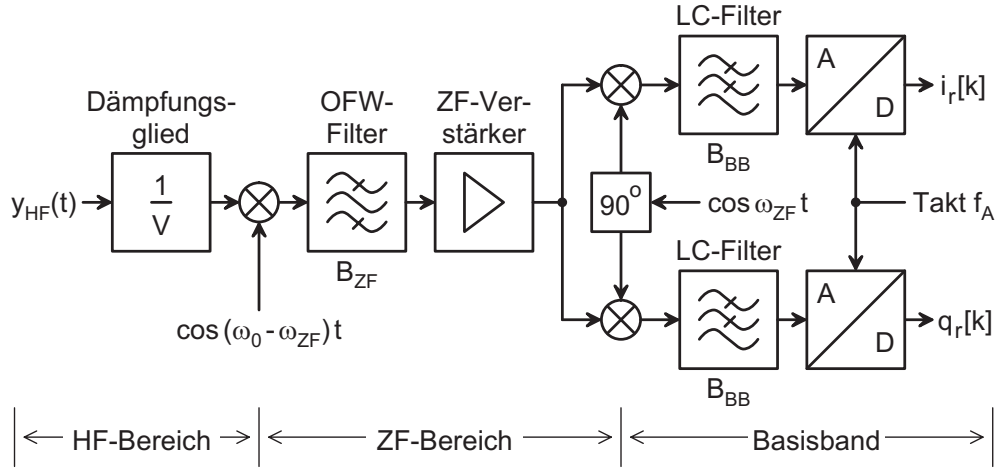 LC-Filter
A
D
i_r[k]
B_BB
Dämpfungs-
glied
OFW-
Filter
ZF-Ver-
stärker
y_HF(t)
1
V
B_ZF
90°
cos ω_ZF t
Takt f_A
cos (ω_0 - ω_ZF) t
LC-Filter
A
D
q_r[k]
B_BB
HF-Bereich
ZF-Bereich
Basisband